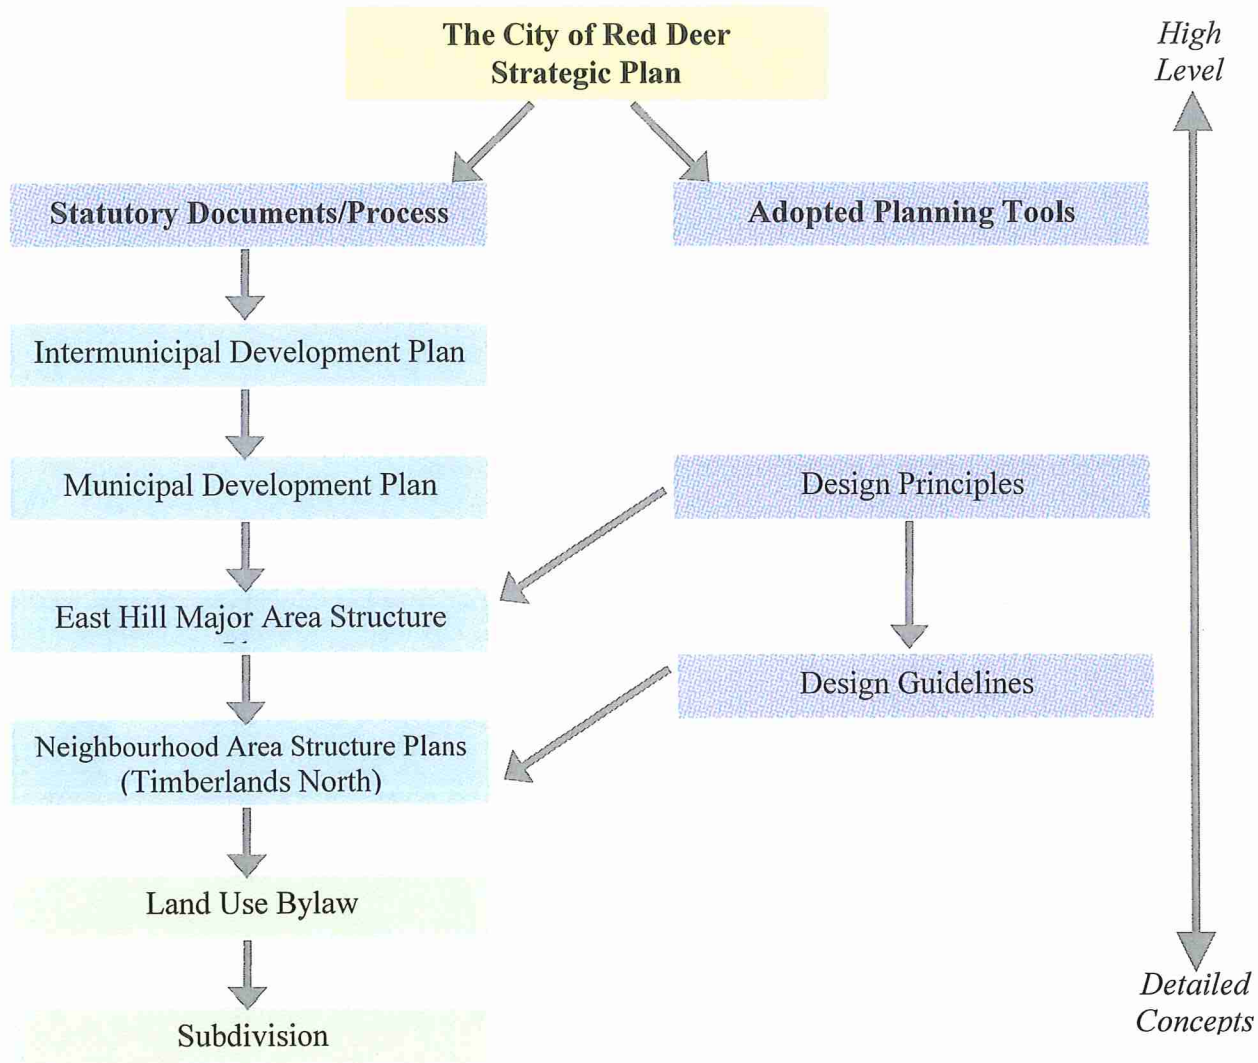 The City of Red Deer
Strategic Plan
High
Level
Statutory Documents/Process
Adopted Planning Tools
Intermunicipal Development Plan
Municipal Development Plan
Design Principles
East Hill Major Area Structure
Design Guidelines
Neighbourhood Area Structure Plans
(Timberlands North)
Land Use Bylaw
Subdivision
Detailed
Concepts